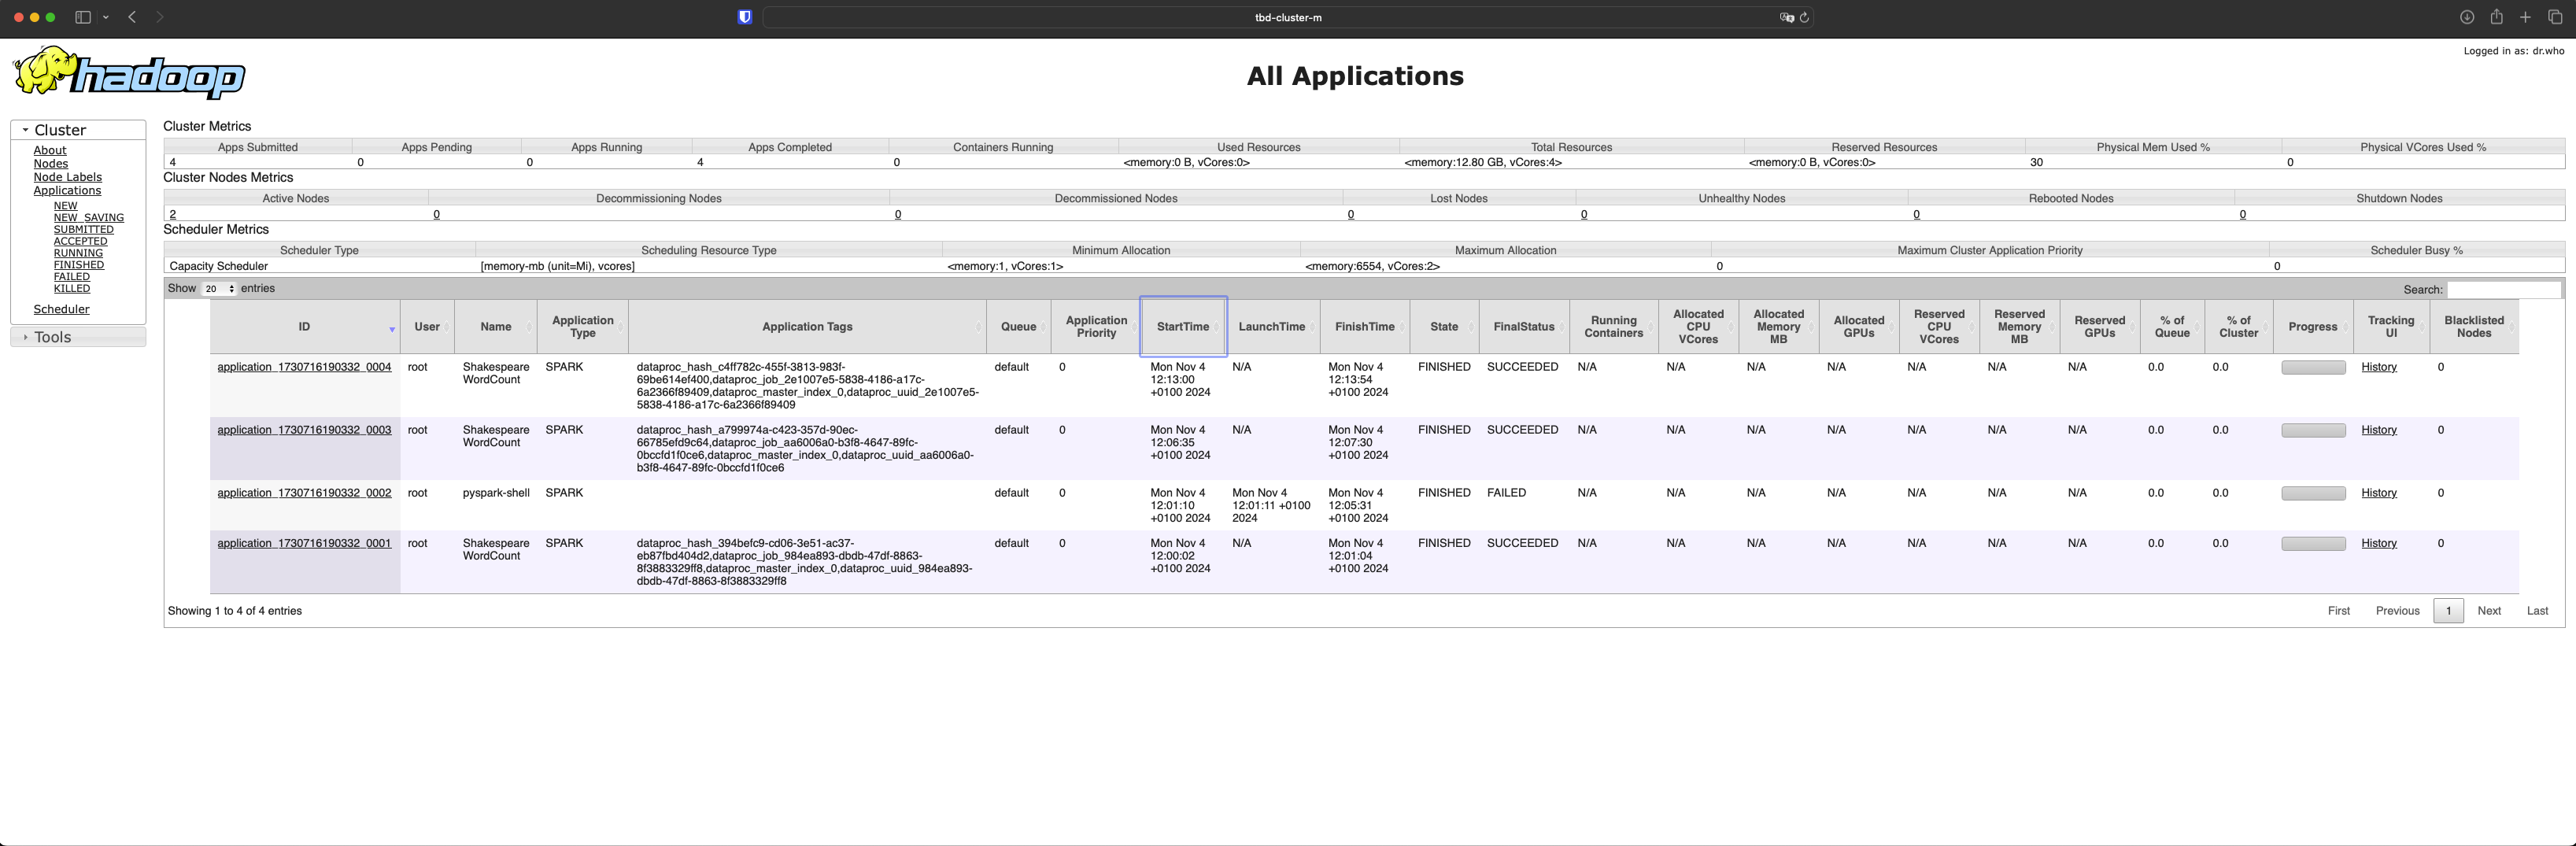 tbd-cluster-m
Logged in as: dr.who
hadoop
All Applications
Cluster
About
Nodes
Node Labels
Applications
NEW
NEW_SAVING
SUBMITTED
ACCEPTED
RUNNING
FINISHED
FAILED
KILLED
Scheduler
Tools
Cluster Metrics
Apps Submitted Apps Pending Apps Running Apps Completed Containers Running Used Resources Total Resources Reserved Resources Physical Mem Used % Physical VCores Used %
4 0 0 4 0 <memory:0 B, vCores:0> <memory:12.80 GB, vCores:4> <memory:0 B, vCores:0> 30 0
Cluster Nodes Metrics
Active Nodes Decommissioning Nodes Decommissioned Nodes Lost Nodes Unhealthy Nodes Rebooted Nodes Shutdown Nodes
2 0 0 0 0 0 0
Scheduler Metrics
Scheduler Type Scheduling Resource Type Minimum Allocation Maximum Allocation Maximum Cluster Application Priority Scheduler Busy %
Capacity Scheduler [memory-mb (unit=Mi), vcores] <memory:1, vCores:1> <memory:6554, vCores:2> 0 0
Show 20 entries
Search:
ID User Name Application Type Application Tags Queue Application Priority StartTime LaunchTime FinishTime State FinalStatus Running Containers Allocated CPU VCores Allocated Memory MB Allocated GPUs Reserved CPU VCores Reserved Memory MB Reserved GPUs % of Queue % of Cluster Progress Tracking UI Blacklisted Nodes
application_1730716190332_0004 root Shakespeare SPARK dataproc_hash_c4ff782c-455f-3813-983f- default 0 Mon Nov 4 N/A Mon Nov 4 FINISHED SUCCEEDED N/A N/A N/A N/A N/A N/A N/A 0.0 0.0 History 0
WordCount 69be614ef400,dataproc_job_2e1007e5-5838-4186-a17c- 12:13:00 12:13:54
6a2366f89409,dataproc_master_index_0,dataproc_uuid_2e1007e5- +0100 2024 +0100 2024
5838-4186-a17c-6a2366f89409
application_1730716190332_0003 root Shakespeare SPARK dataproc_hash_a799974a-c423-357d-90ec- default 0 Mon Nov 4 N/A Mon Nov 4 FINISHED SUCCEEDED N/A N/A N/A N/A N/A N/A N/A 0.0 0.0 History 0
WordCount 66785efd9c64,dataproc_job_aa6006a0-b3f8-4647-89fc- 12:06:35 12:07:30
0bccfd1f0ce6,dataproc_master_index_0,dataproc_uuid_aa6006a0- +0100 2024 +0100 2024
b3f8-4647-89fc-0bccfd1f0ce6
application_1730716190332_0002 root pyspark-shell SPARK default 0 Mon Nov 4 Mon Nov 4 Mon Nov 4 FINISHED FAILED N/A N/A N/A N/A N/A N/A N/A 0.0 0.0 History 0
12:01:10 12:01:11 +0100 12:05:31
+0100 2024 2024 +0100 2024
application_1730716190332_0001 root Shakespeare SPARK dataproc_hash_394befc9-cd06-3e51-ac37- default 0 Mon Nov 4 N/A Mon Nov 4 FINISHED SUCCEEDED N/A N/A N/A N/A N/A N/A N/A 0.0 0.0 History 0
WordCount eb87fbd404d2,dataproc_job_984ea893-dbdb-47df-8863- 12:00:02 12:01:04
8f3883329ff8,dataproc_master_index_0,dataproc_uuid_984ea893- +0100 2024 +0100 2024
dbdb-47df-8863-8f3883329ff8
Showing 1 to 4 of 4 entries
First Previous 1 Next Last